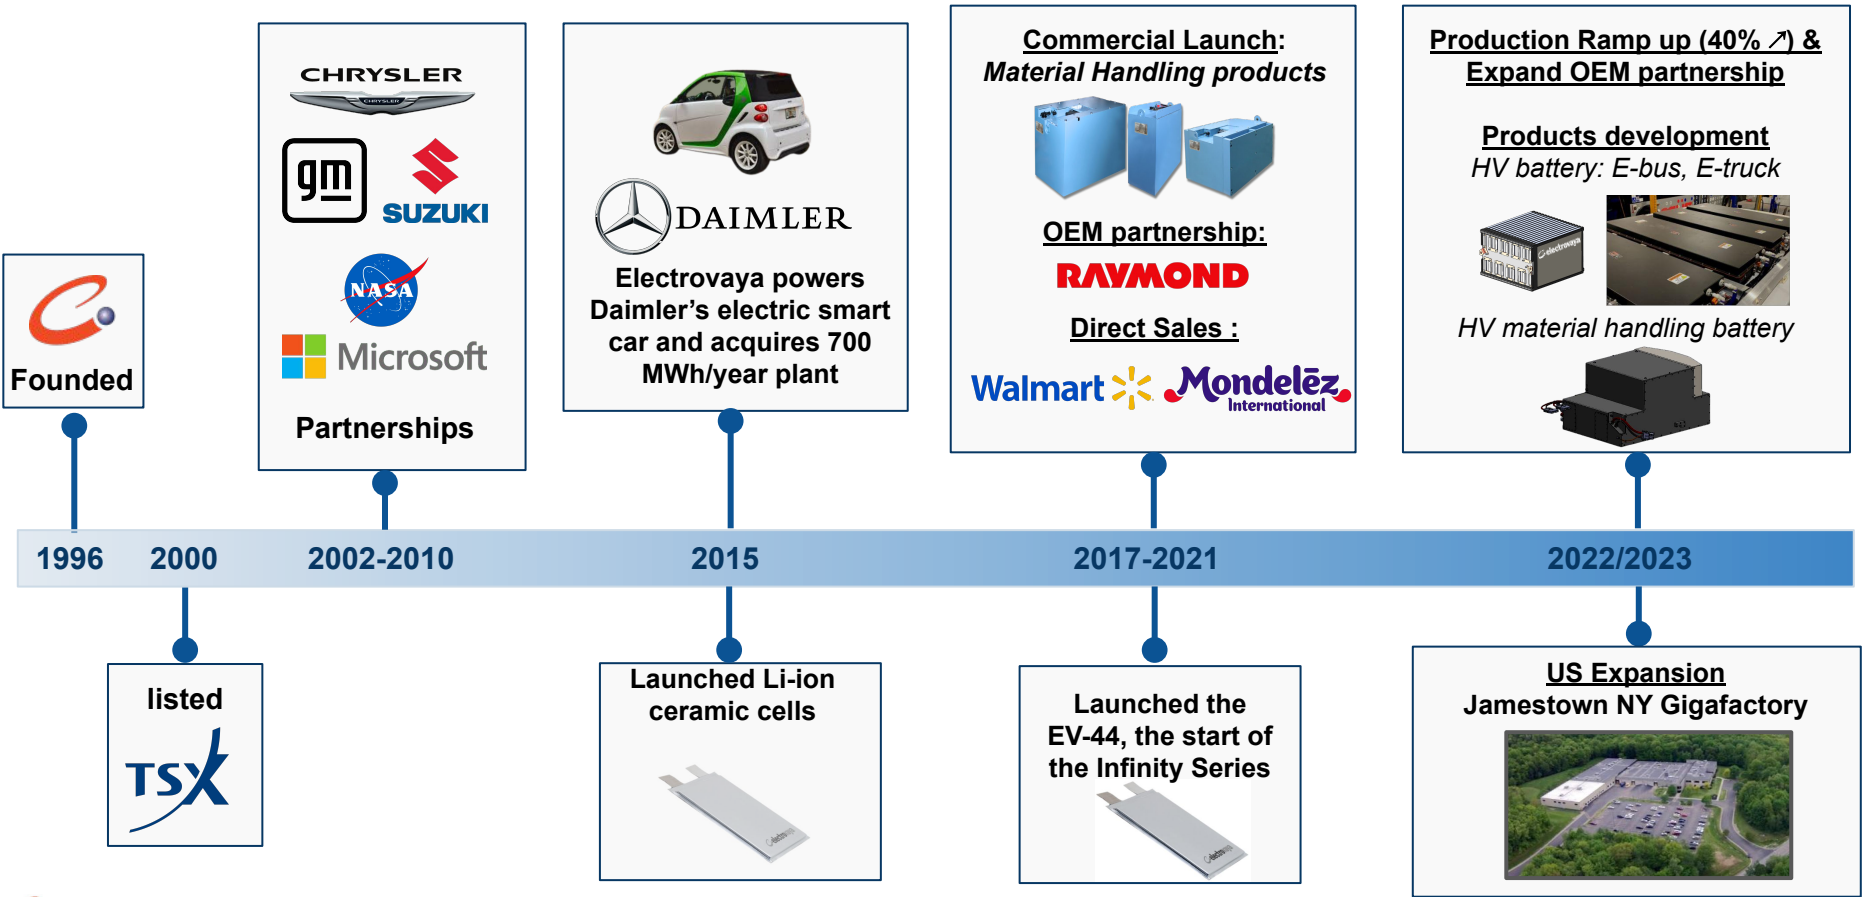 CHRYSLER
CHRYSLER
gm
SUZUKI
NASA
Microsoft
Partnerships
DAIMLER
Electrovaya powers
Daimler’s electric smart
car and acquires 700
MWh/year plant
Commercial Launch:
Material Handling products
OEM partnership:
RAYMOND
Direct Sales :
Walmart
Mondelēz
International
Production Ramp up (40% ↗) &
Expand OEM partnership
Products development
HV battery: E-bus, E-truck
electrovaya
HV material handling battery
Founded
1996
2000
2002-2010
2015
2017-2021
2022/2023
listed
TSX
Launched Li-ion
ceramic cells
electrovaya
Launched the
EV-44, the start of
the Infinity Series
electrovaya
US Expansion
Jamestown NY Gigafactory